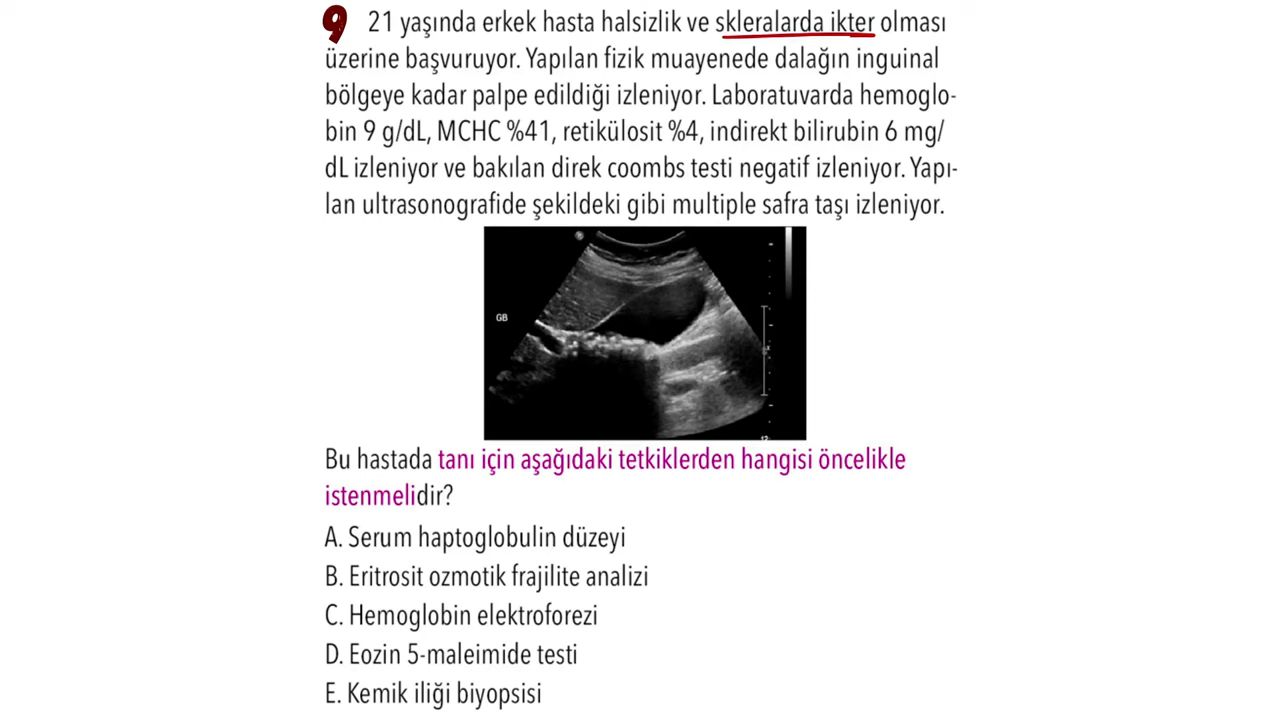 9 21 yaşında erkek hasta halsizlik ve skleralarda ikter olması
üzerine başvuruyor. Yapılan fizik muayenede dalağın inguinal
bölgeye kadar palpe edildiği izleniyor. Laboratuvarda hemoglo-
bin 9 g/dL, MCHC %41, retikülosit %4, indirekt bilirubin 6 mg/
dL izleniyor ve bakılan direk coombs testi negatif izleniyor. Yapı-
lan ultrasonografide şekildeki gibi multiple safra taşı izleniyor.
GB
Bu hastada tanı için aşağıdaki tetkiklerden hangisi öncelikle
istenmelidir?
A. Serum haptoglobulin düzeyi
B. Eritrosit ozmotik frajilite analizi
C. Hemoglobin elektroforezi
D. Eozin 5-maleimide testi
E. Kemik iliği biyopsisi